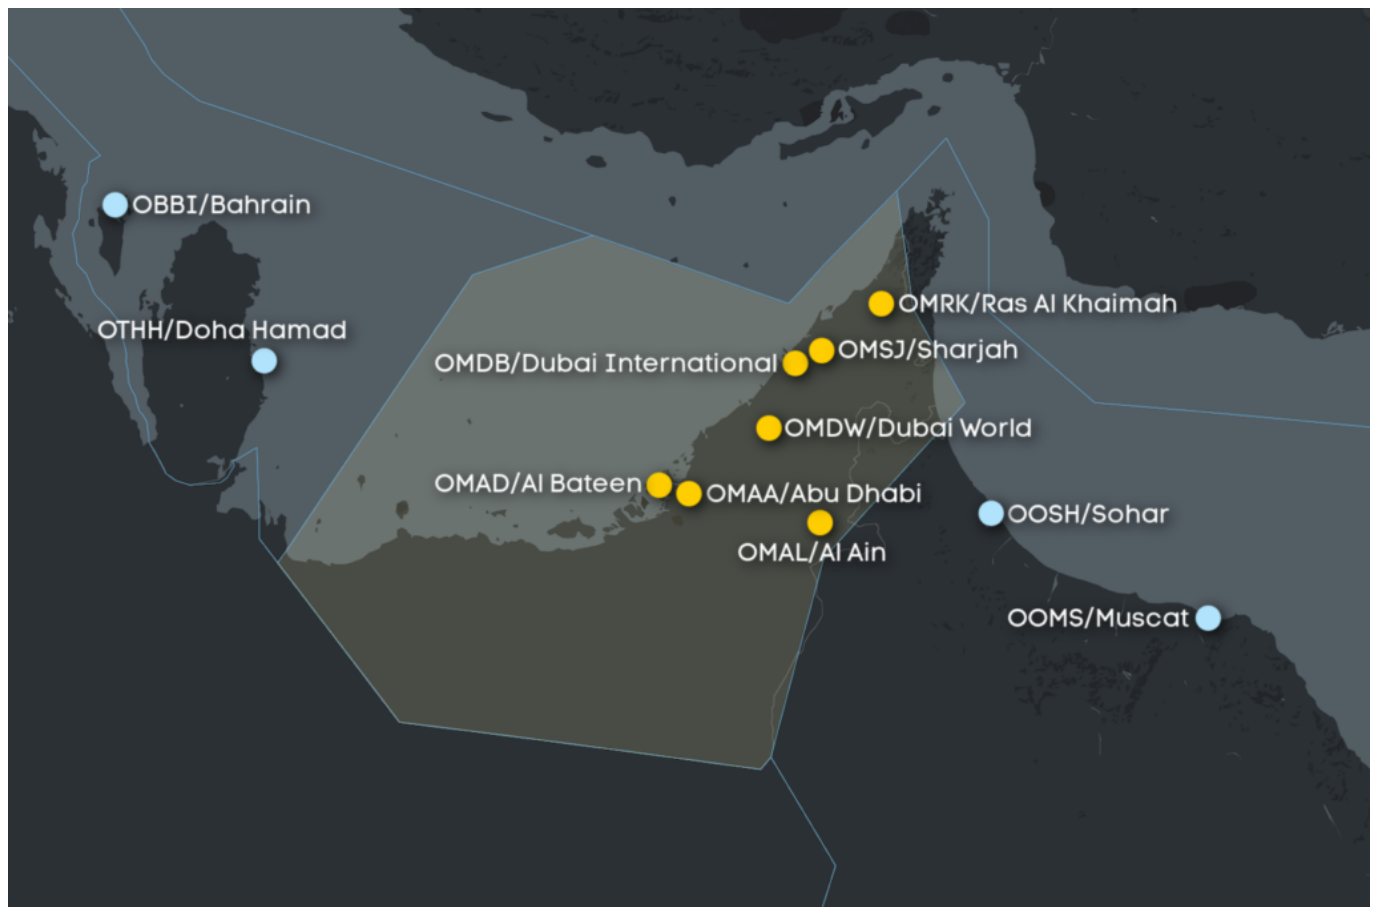 OBBI/Bahrain
OMRK/Ras Al Khaimah
OTHH/Doha Hamad
OMSJ/Sharjah
OMDB/Dubai International
OMDW/Dubai World
OMAD/Al Bateen
OMAA/Abu Dhabi
OOSH/Sohar
OMAL/Al Ain
OOMS/Muscat